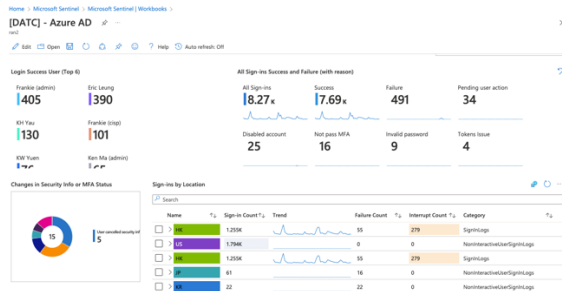 Home > Microsoft Sentinel > Microsoft Sentinel | Workbooks >
[DATC] - Azure AD
Edit Open Help Auto refresh: Off
Login Success User (Top 6)
Frankie (admin) Eric Leung
405 390
KH Yau Frankie (clsp)
130 101
KW Yuen Ken Ma (admin)
All Sign-ins Success and Failure (with reason)
All Sign-ins Success Failure Pending user action
8.27K 7.69K 491 34
Disabled account Not pass MFA Invalid password Tokens Issue
25 16 9 4
Changes in Security Info or MFA Status
15
User cancelled security inf
5
Sign-ins by Location
Search
Name Sign-in Count Trend Failure Count Interrupt Count Category
HK 1.255K 55 279 SigninLogs
US 1.794K 0 0 NonInteractiveUserSignInLogs
HK 1.255K 55 279 SigninLogs
JP 61 16 0 NonInteractiveUserSignInLogs
KR 22 22 0 NonInteractiveUserSignInLogs